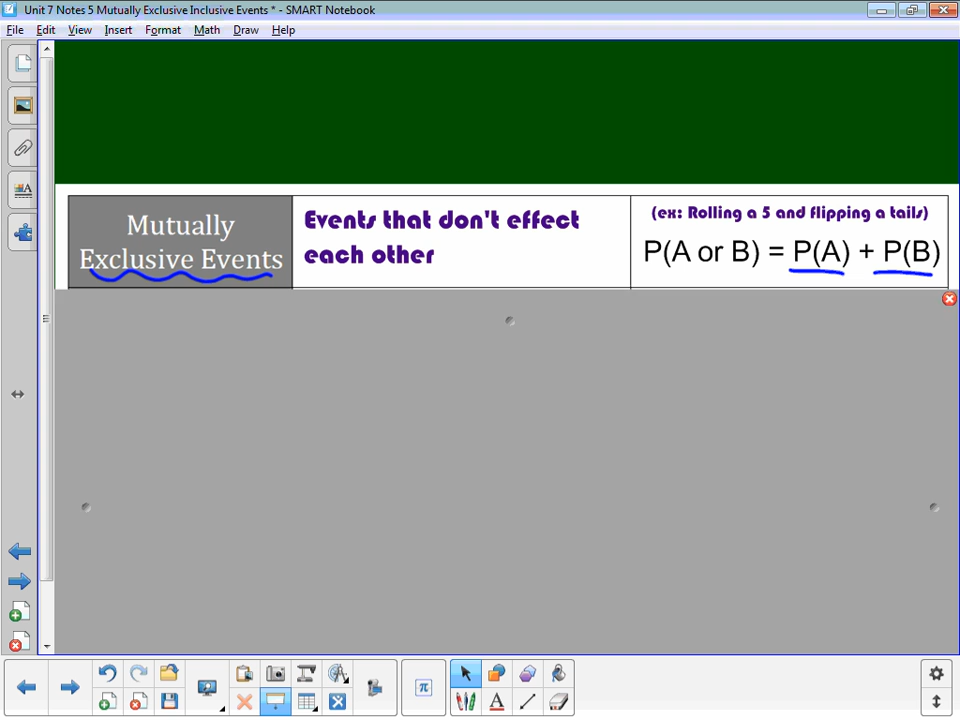 Unit 7 Notes 5 Mutually Exclusive Inclusive Events * - SMART Notebook
File Edit View Insert Format Math Draw Help
Mutually
Exclusive Events
Events that don't effect
each other
(ex: Rolling a 5 and flipping a tails)
P(A or B) = P(A) + P(B)